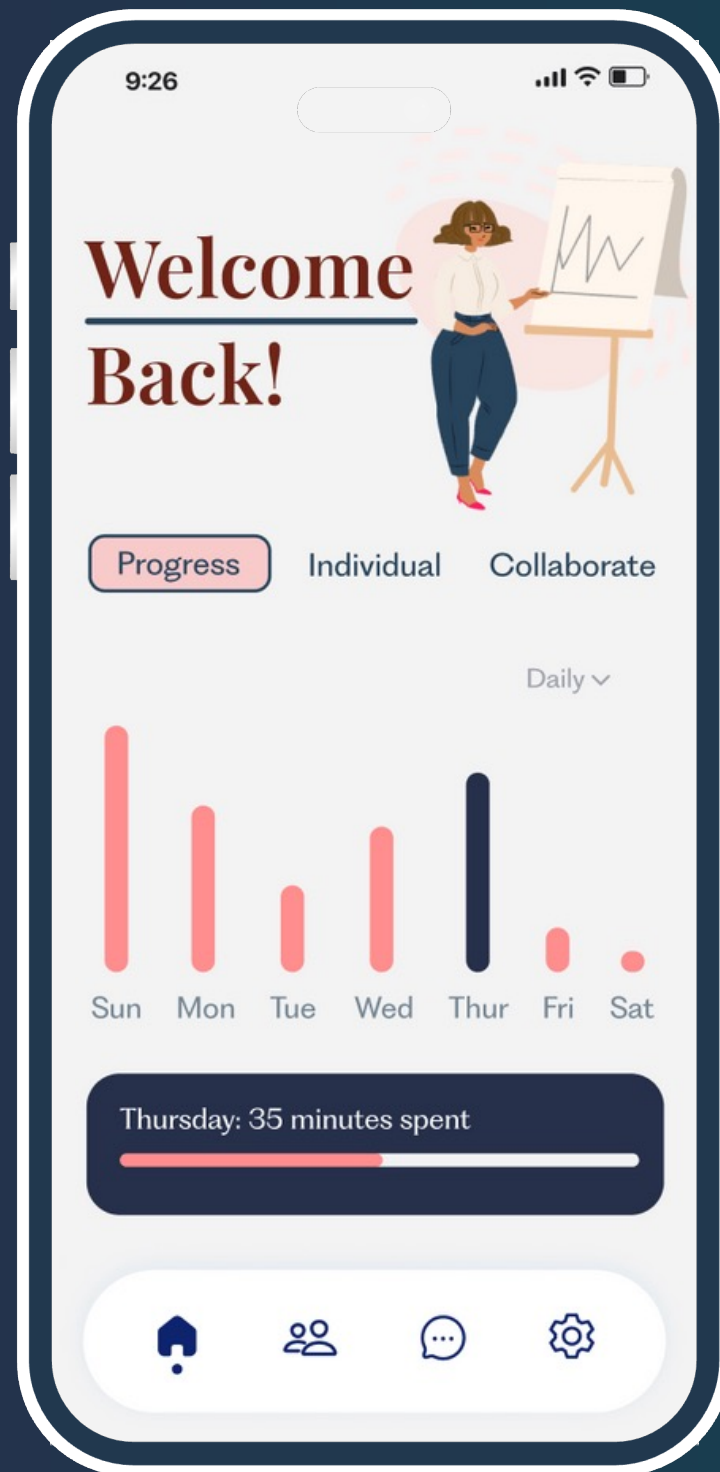 9:26
Welcome
Back!
Progress Individual Collaborate
Daily
Sun Mon Tue Wed Thur Fri Sat
Thursday: 35 minutes spent